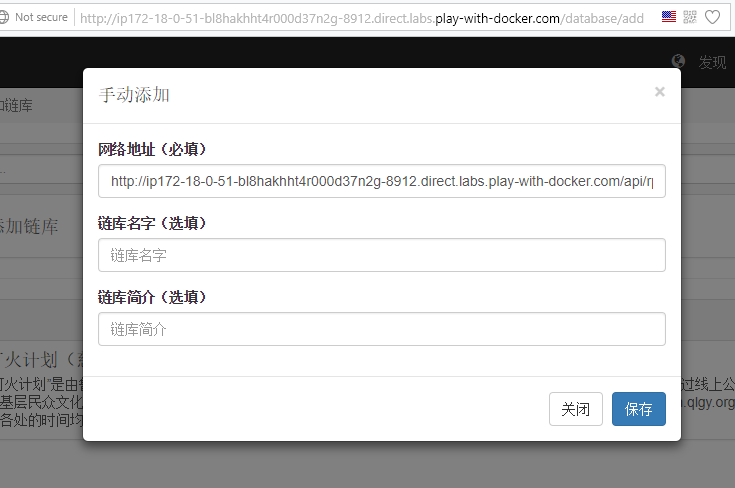 Not secure http://ip172-18-0-51-bl8hakhht4r000d37n2g-8912.direct.labs.play-with-docker.com/database/add
发现
手动添加 ×
链库
网络地址（必填）
http://ip172-18-0-51-bl8hakhht4r000d37n2g-8912.direct.labs.play-with-docker.com/api/r
链库名字（选填）
链库名字
添加链库
链库简介（选填）
链库简介
火计划（
火计划”是由 过线上公
基层民众文化 .qlgy.org
各处的时间均
关闭 保存